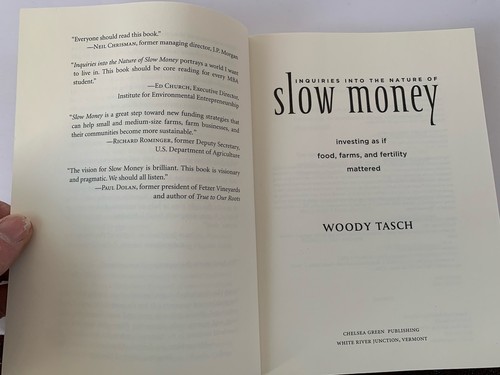 "Everyone should read this book."
—Neil Chrisman, former managing director, J.P. Morgan
"Inquiries into the Nature of Slow Money portrays a world I want
to live in. This book should be core reading for every MBA
student."
—Ed Church, Executive Director,
Institute for Environmental Entrepreneurship
"Slow Money is a great step toward new funding strategies that
can help small and medium-size farms, farm businesses, and
their communities become more sustainable."
—Richard Rominger, former Deputy Secretary,
U.S. Department of Agriculture
"The vision for Slow Money is brilliant. This book is visionary
and pragmatic. We should all listen."
—Paul Dolan, former president of Fetzer Vineyards
and author of True to Our Roots
INQUIRIES INTO THE NATURE OF
slow money
investing as if
food, farms, and fertility
mattered
WOODY TASCH
CHELSEA GREEN PUBLISHING
WHITE RIVER JUNCTION, VERMONT